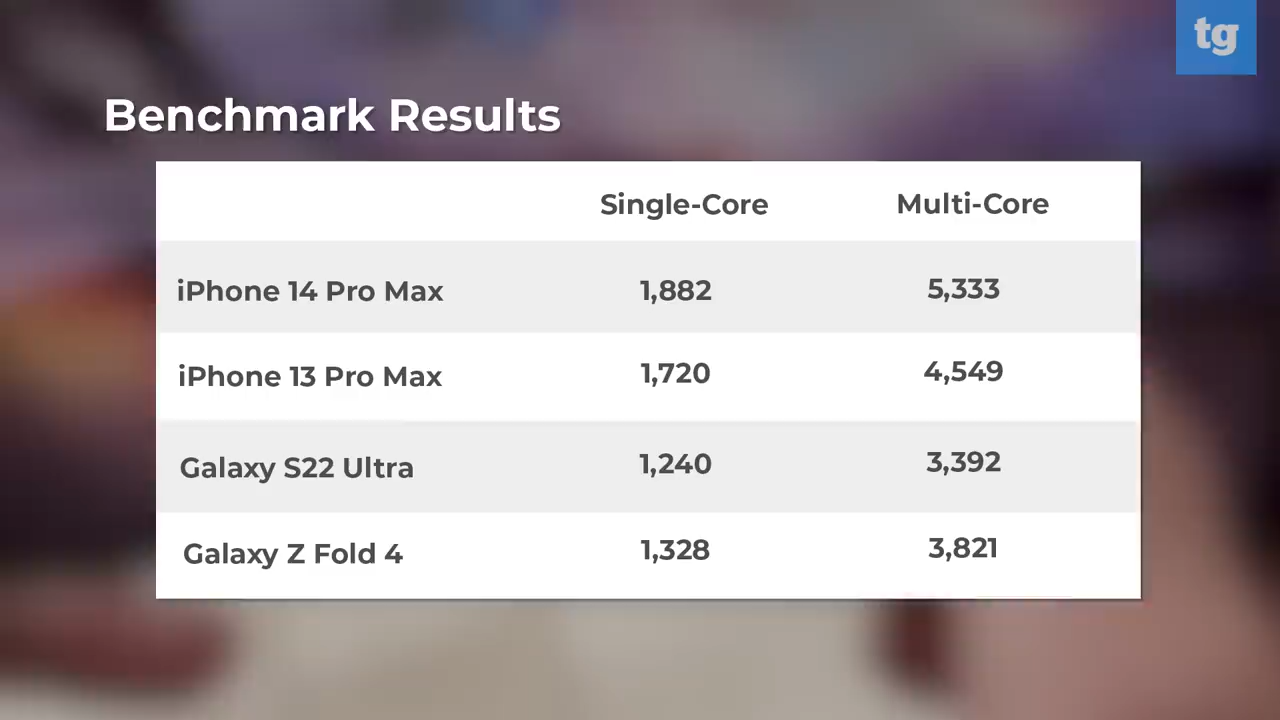 tg
Benchmark Results
Single-Core Multi-Core
iPhone 14 Pro Max 1,882 5,333
iPhone 13 Pro Max 1,720 4,549
Galaxy S22 Ultra 1,240 3,392
Galaxy Z Fold 4 1,328 3,821